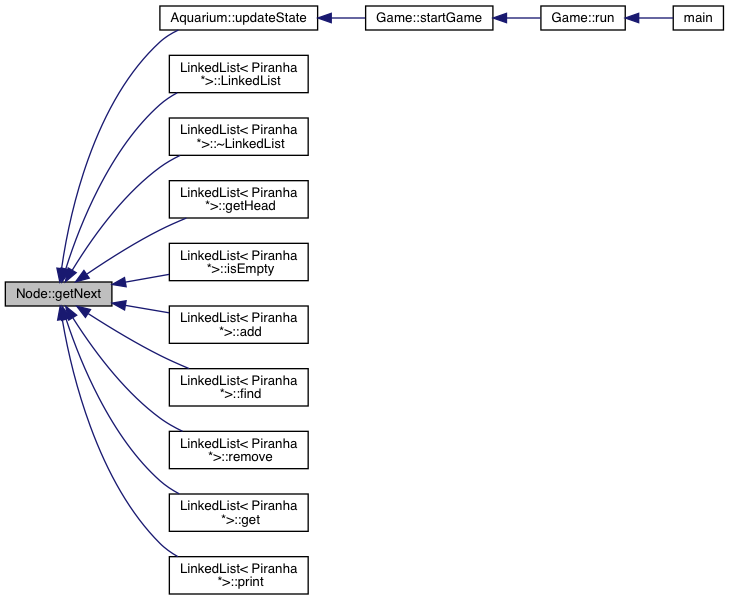 Aquarium::updateState
Game::startGame
Game::run
main
LinkedList< Piranha
*>::LinkedList
LinkedList< Piranha
*>::~LinkedList
LinkedList< Piranha
*>::getHead
LinkedList< Piranha
*>::isEmpty
Node::getNext
LinkedList< Piranha
*>::add
LinkedList< Piranha
*>::find
LinkedList< Piranha
*>::remove
LinkedList< Piranha
*>::get
LinkedList< Piranha
*>::print